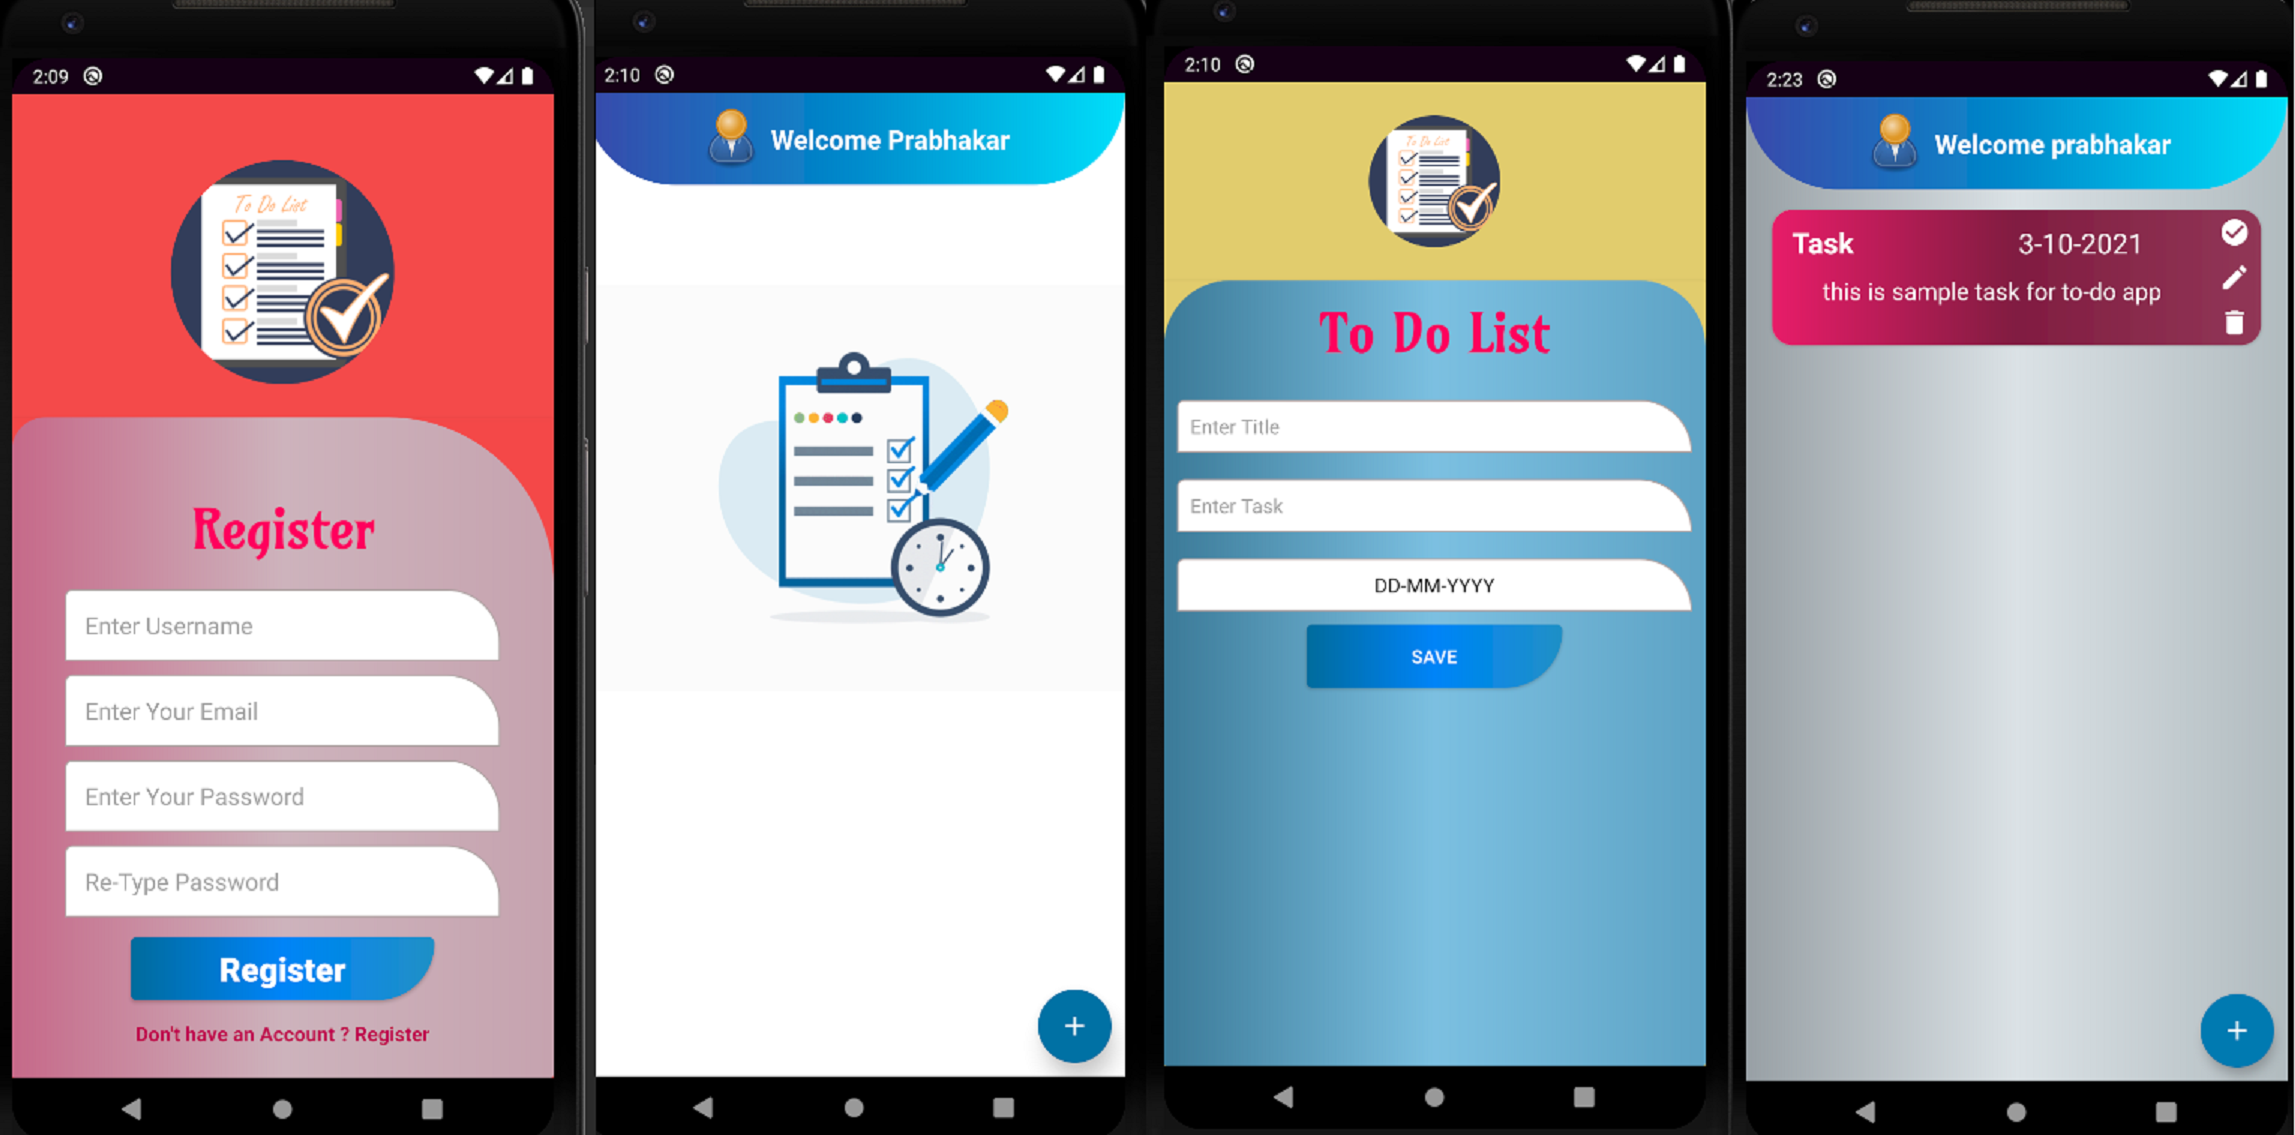 2:09
To Do List
Register
Enter Username
Enter Your Email
Enter Your Password
Re-Type Password
Register
Don't have an Account ? Register
2:10
Welcome Prabhakar
+
2:10
To Do List
To Do List
Enter Title
Enter Task
DD-MM-YYYY
SAVE
2:23
Welcome prabhakar
Task 3-10-2021
this is sample task for to-do app
+